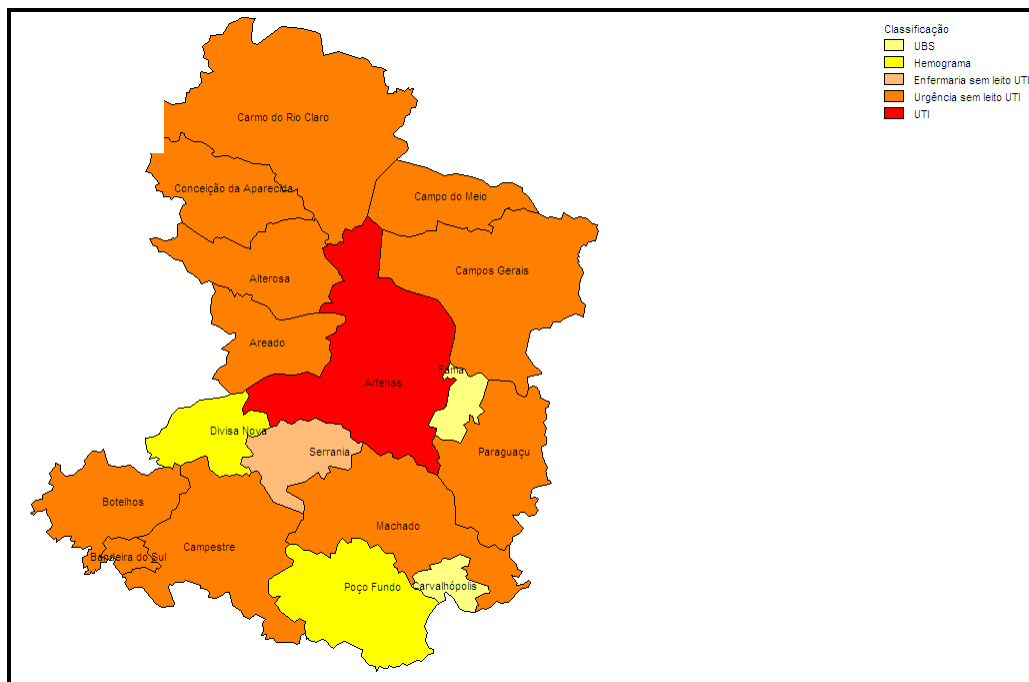 Classificação
UBS
Hemograma
Enfermaria sem leito UTI
Urgência sem leito UTI
UTI
Carmo do Rio Claro
Conceição da Aparecida
Campo do Meio
Campos Gerais
Alterosa
Areado
Fama
Alfenas
Divisa Nova
Serrania
Paraguaçu
Botelhos
Machado
Campestre
Bandeira do Sul
Poço Fundo
Carvalhópolis